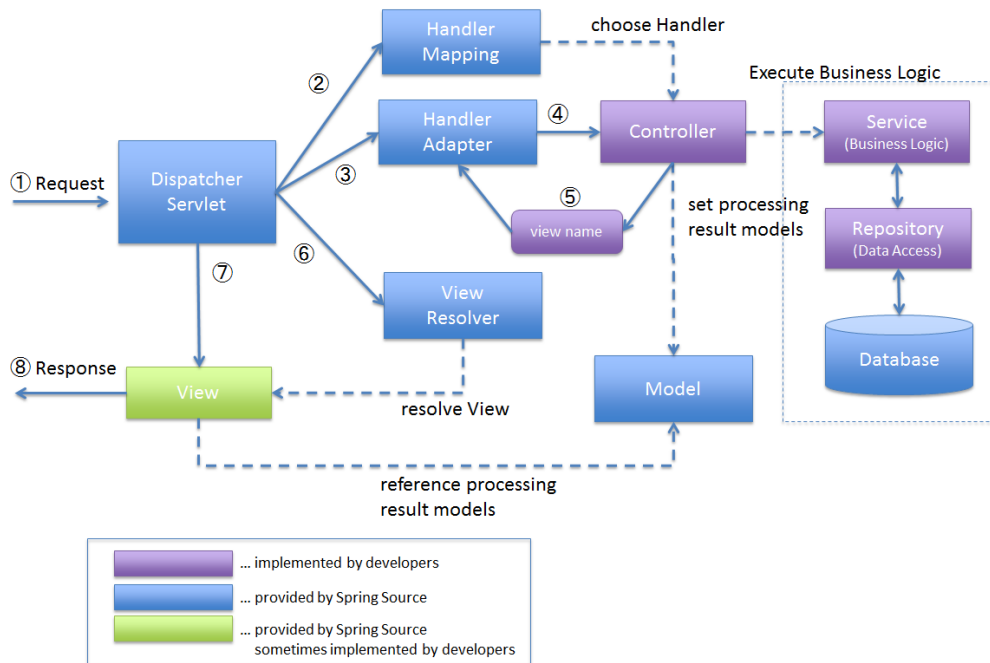 Handler
Mapping
choose Handler
②
Execute Business Logic
Handler
Adapter
④
Controller
Service
(Business Logic)
① Request
Dispatcher
Servlet
③
⑤
view name
set processing
result models
Repository
(Data Access)
⑥
⑦
View
Resolver
Database
⑧ Response
View
resolve View
Model
reference processing
result models
... implemented by developers
... provided by Spring Source
... provided by Spring Source
sometimes implemented by developers